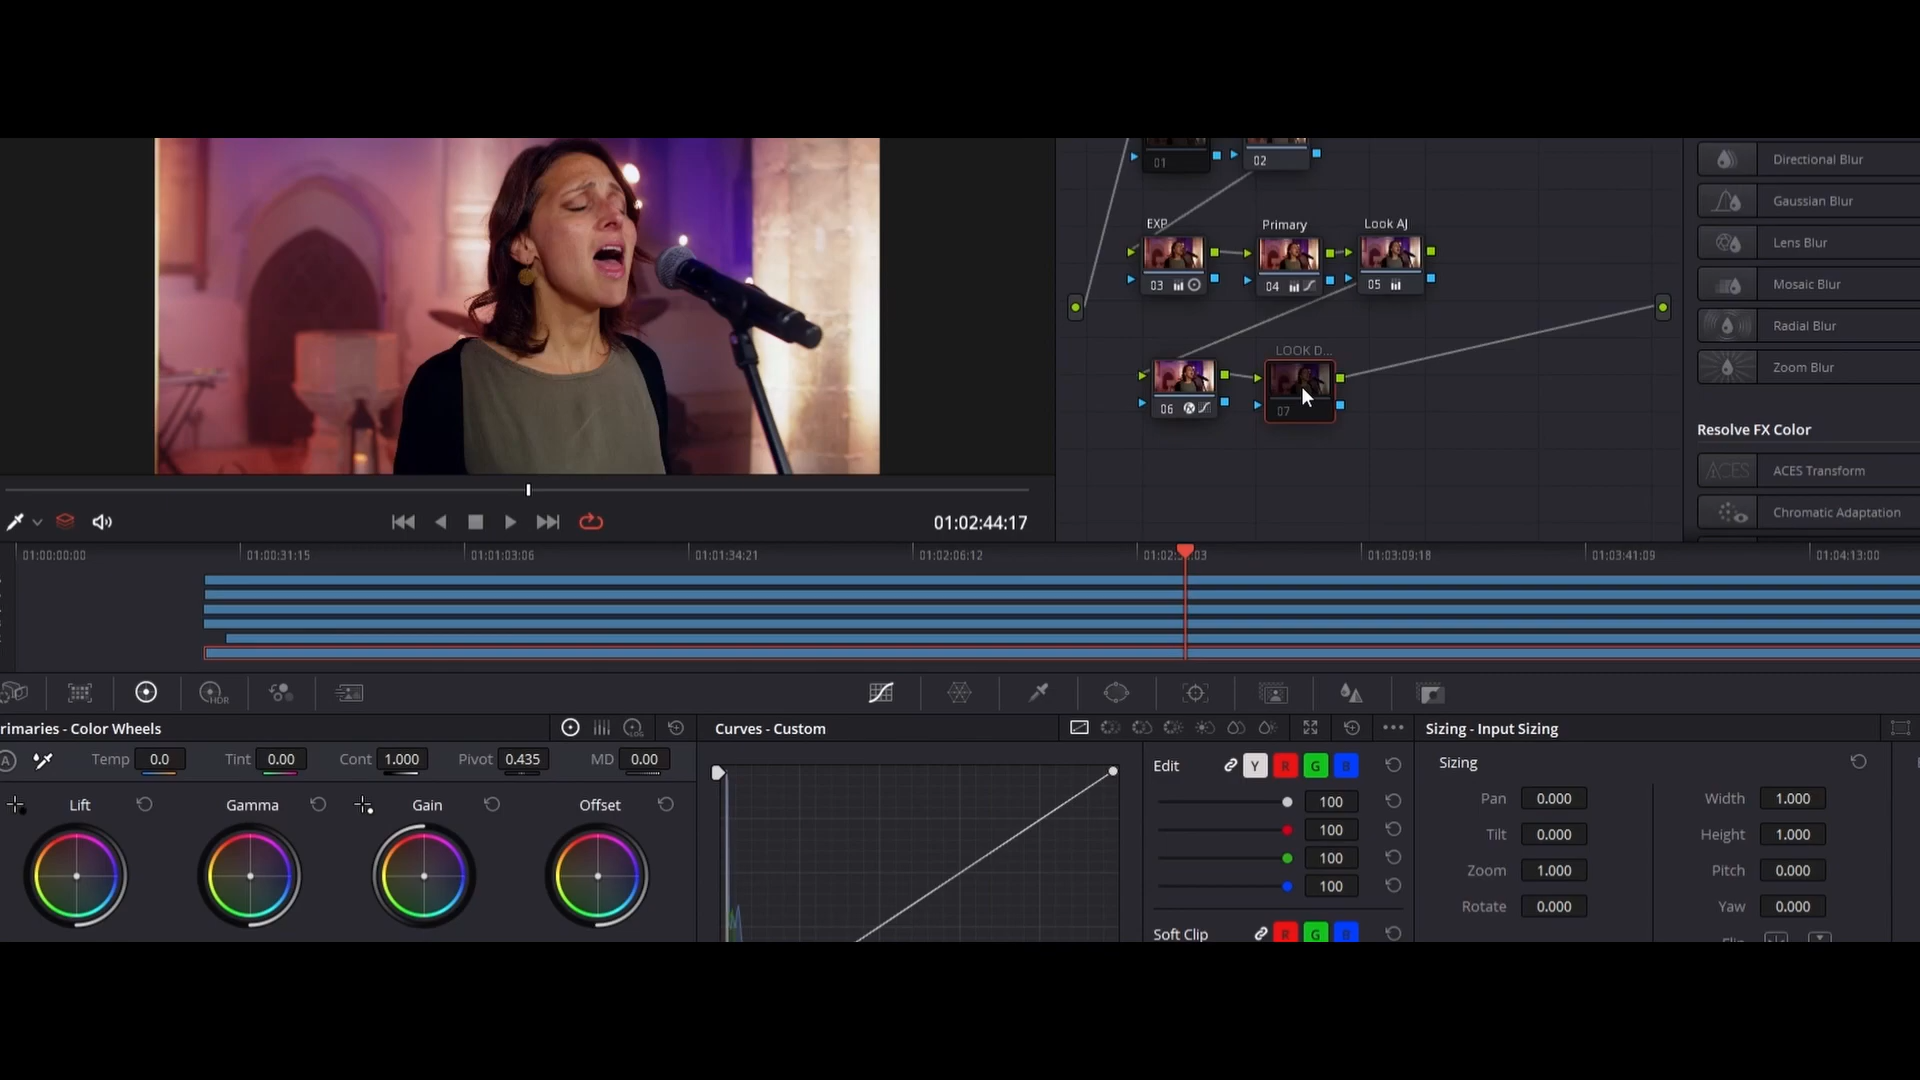 01
02
Directional Blur
Gaussian Blur
Lens Blur
Mosaic Blur
Radial Blur
Zoom Blur
EXP
Primary
Look AJ
03
04
05
LOOK D...
06
07
Resolve FX Color
ACES
ACES Transform
Chromatic Adaptation
01:02:44:17
01:00:00:00
01:00:31:15
01:01:03:06
01:01:34:21
01:02:06:12
01:03:09:18
01:03:41:09
01:04:13:00
HDR
rimaries - Color Wheels
LOG
Curves - Custom
Sizing - Input Sizing
A
Temp 0.0
Tint 0.00
Cont 1.000
Pivot 0.435
MD 0.00
Edit
Y
R
G
B
Sizing
Lift
Gamma
Gain
Offset
100
100
100
100
Pan 0.000
Width 1.000
Tilt 0.000
Height 1.000
Zoom 1.000
Pitch 0.000
Rotate 0.000
Yaw 0.000
Soft Clip
R
G
B